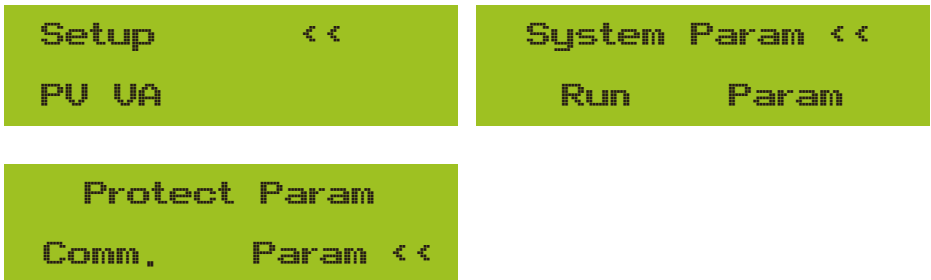 Setup <<
PV VA
System Param <<
Run Param
Protect Param
Comm. Param <<